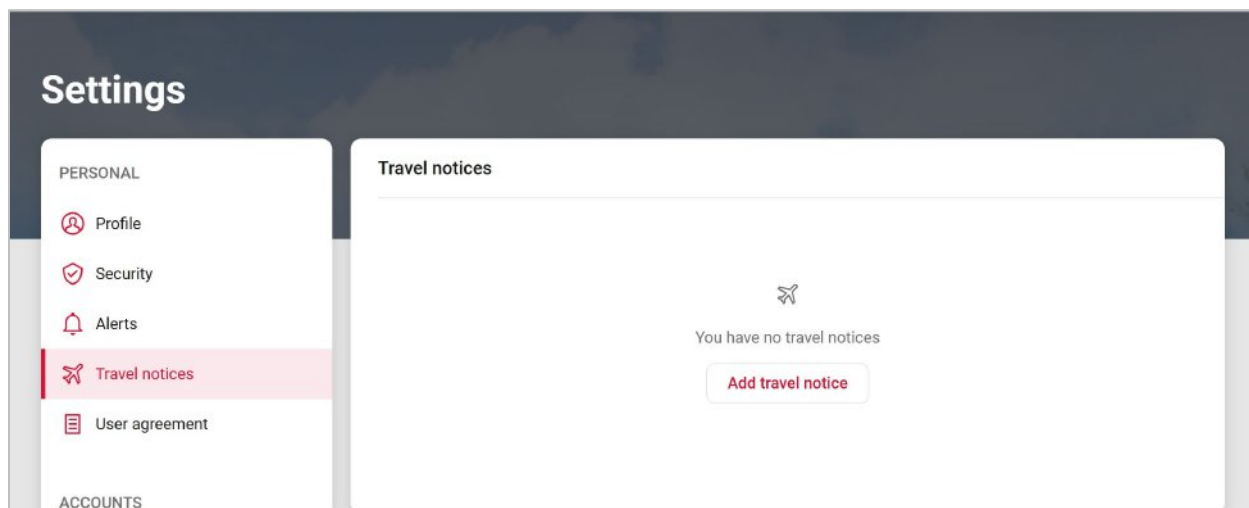 Settings
PERSONAL
Profile
Security
Alerts
Travel notices
User agreement
ACCOUNTS
Travel notices
You have no travel notices
Add travel notice